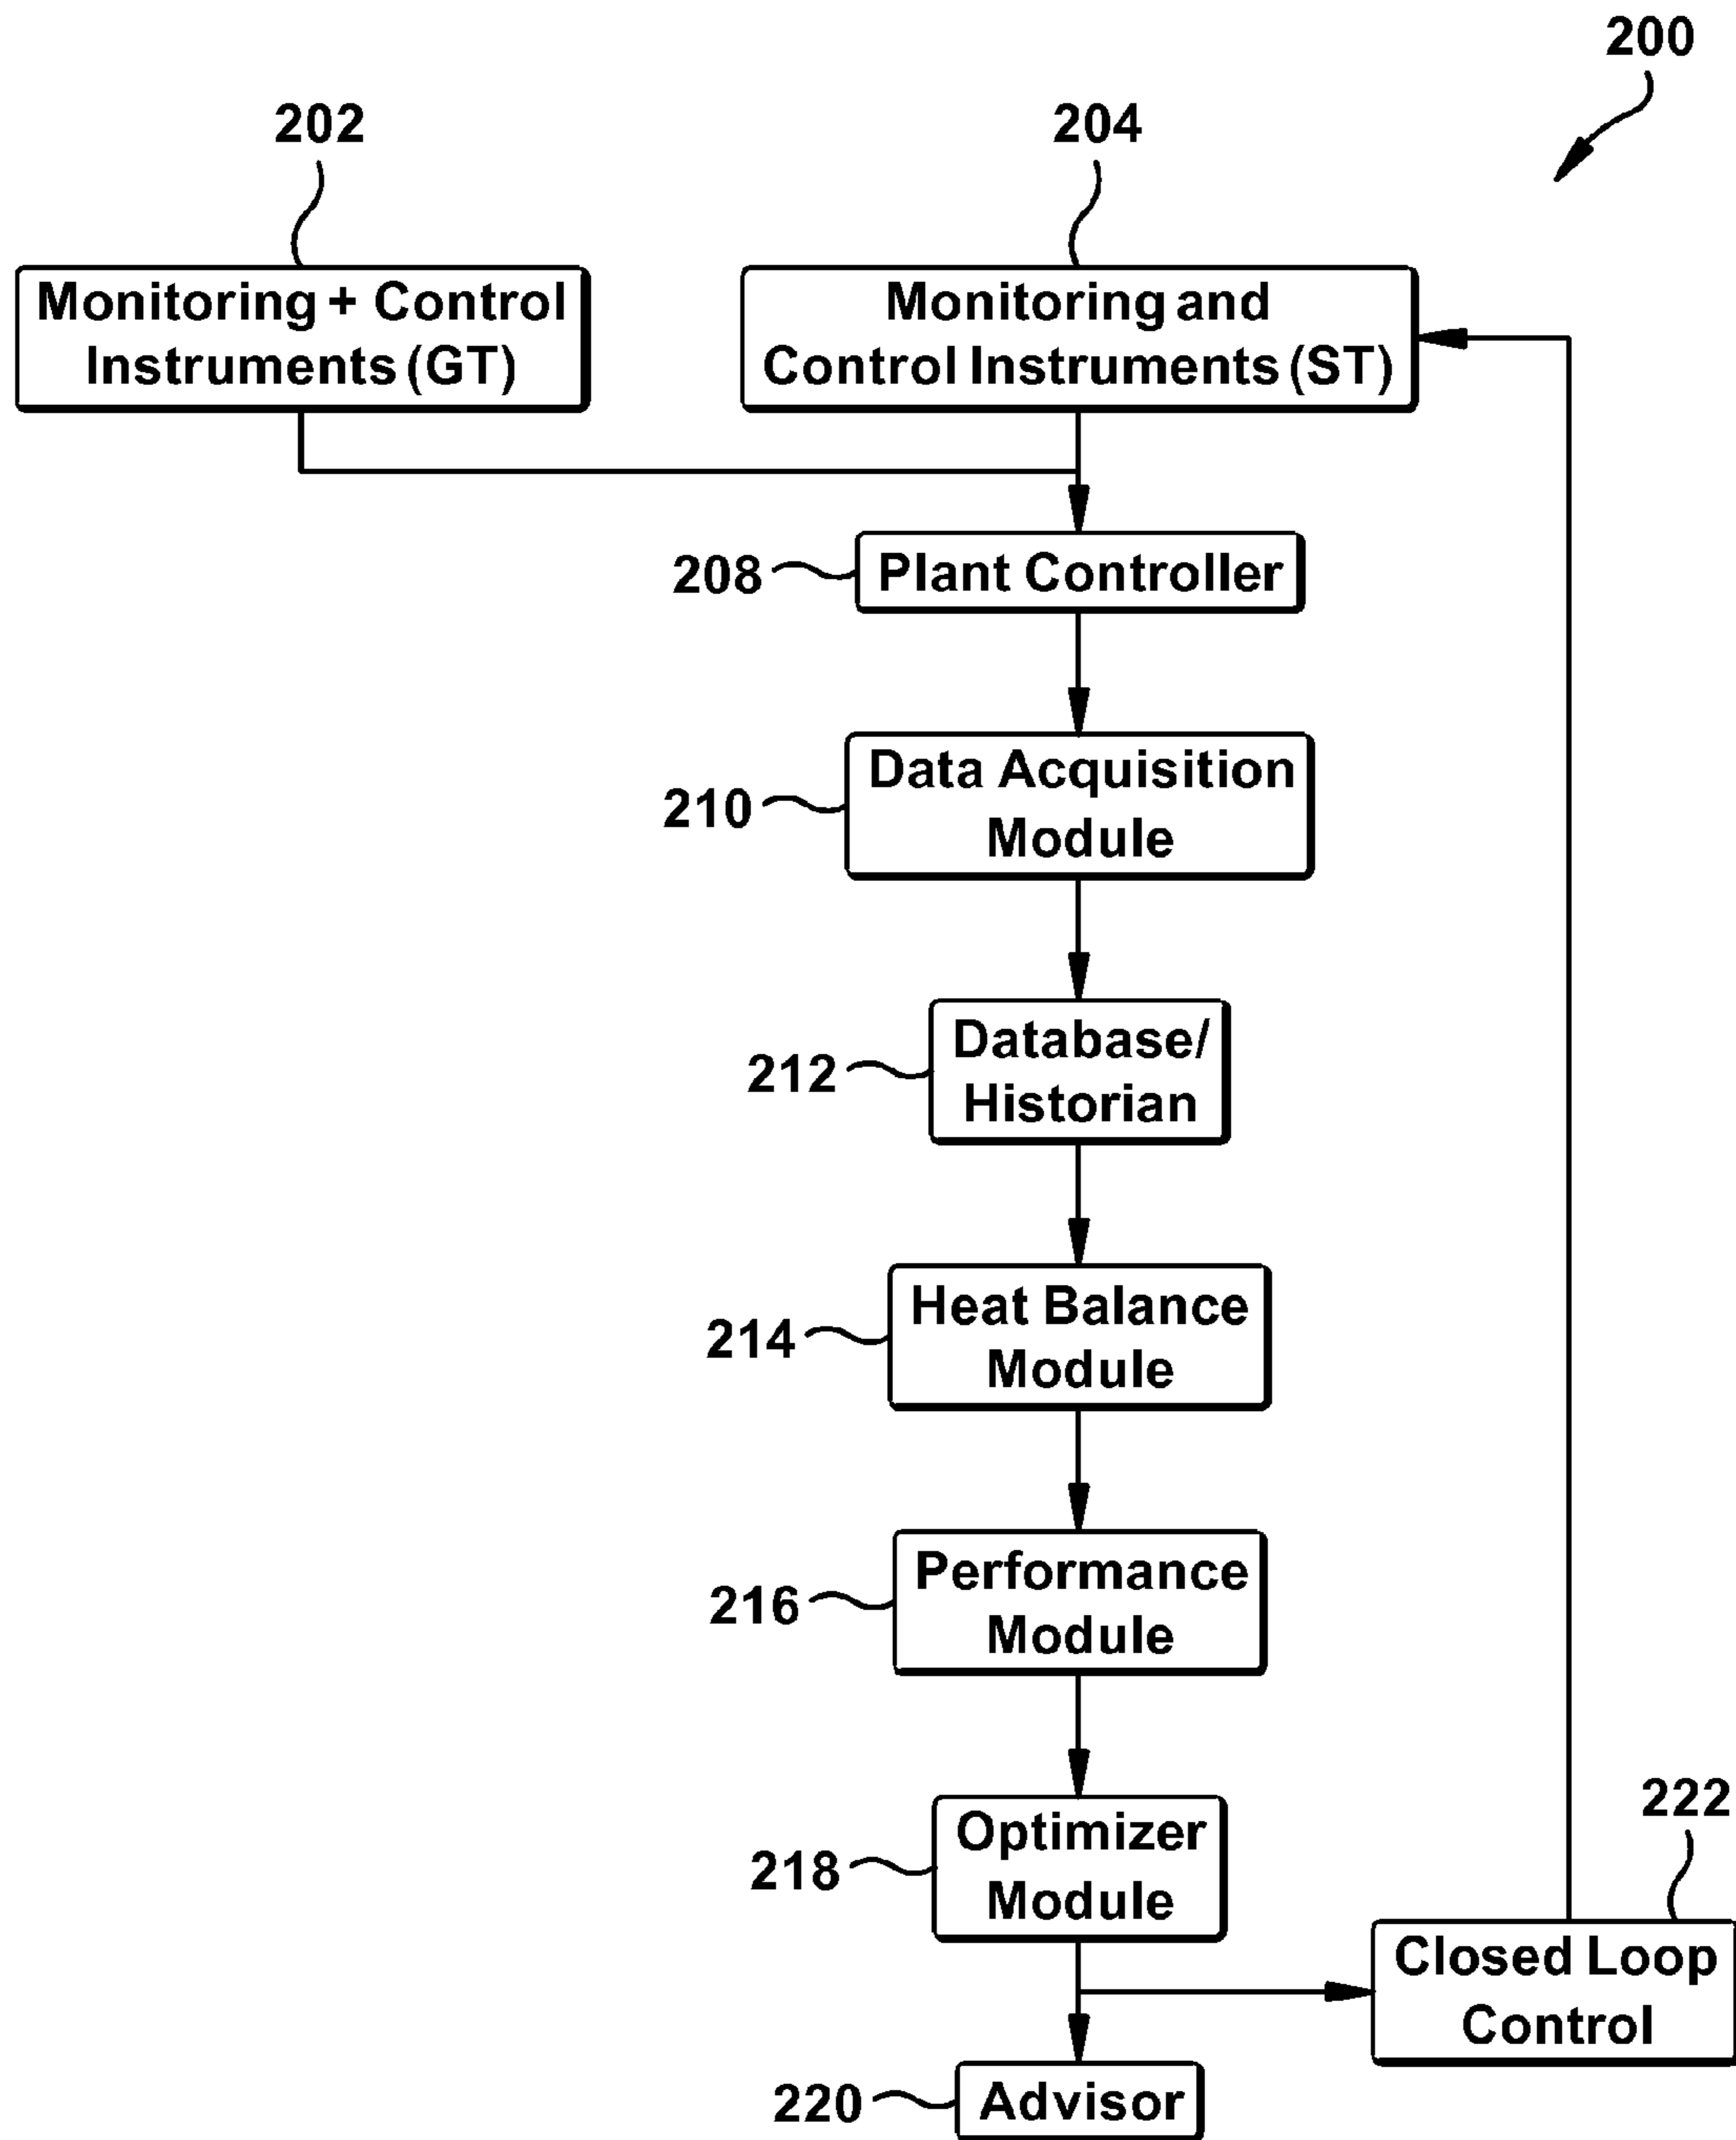 200
202
204
Monitoring + Control
Instruments (GT)
Monitoring and
Control Instruments (ST)
208
Plant Controller
210
Data Acquisition
Module
212
Database/
Historian
214
Heat Balance
Module
216
Performance
Module
218
Optimizer
Module
222
Closed Loop
Control
220
Advisor